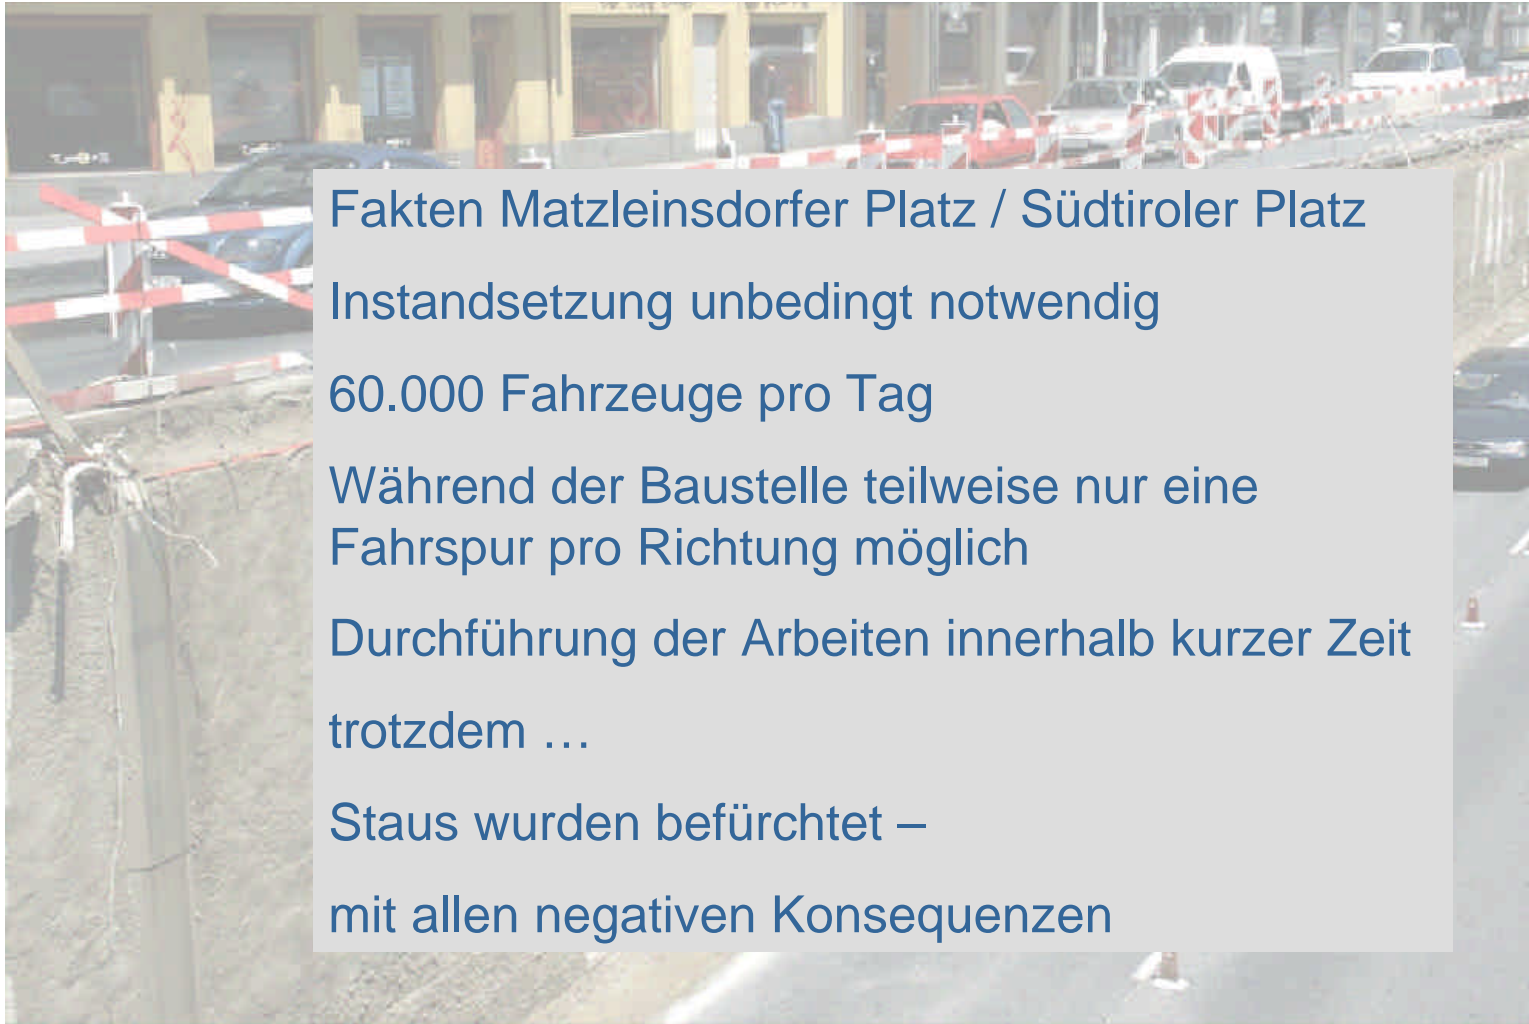 Fakten Matzleinsdorfer Platz / Südtiroler Platz
Instandsetzung unbedingt notwendig
60.000 Fahrzeuge pro Tag
Während der Baustelle teilweise nur eine
Fahrspur pro Richtung möglich
Durchführung der Arbeiten innerhalb kurzer Zeit
trotzdem …
Staus wurden befürchtet –
mit allen negativen Konsequenzen